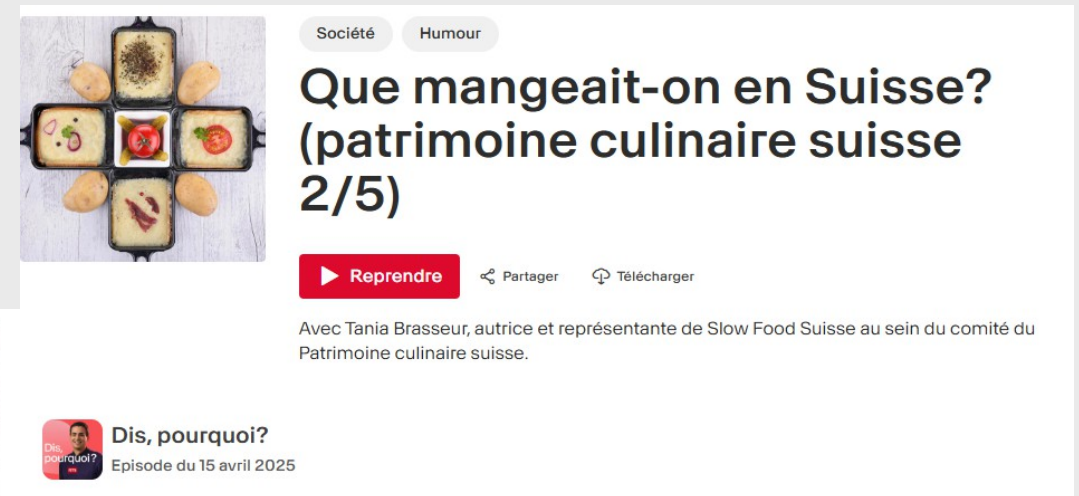 Société
Humour
Que mangeait-on en Suisse?
(patrimoine culinaire suisse
2/5)
Reprendre
Partager
Télécharger
Avec Tania Brasseur, autrice et représentante de Slow Food Suisse au sein du comité du
Patrimoine culinaire suisse.
Dis,
pourquoi?
Dis, pourquoi?
Episode du 15 avril 2025